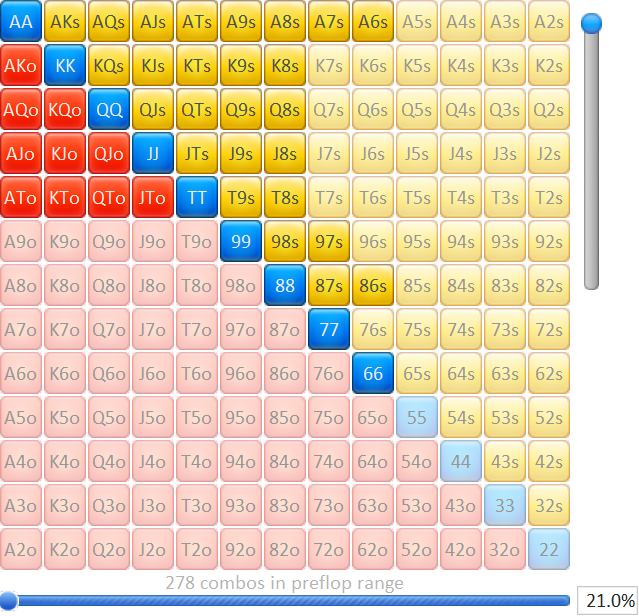 AA AKs AQs AJs ATs A9s A8s A7s A6s A5s A4s A3s A2s
AKo KK KQs KJs KTs K9s K8s K7s K6s K5s K4s K3s K2s
AQo KQo QQ QJs QTs Q9s Q8s Q7s Q6s Q5s Q4s Q3s Q2s
AJo KJo QJo JJ JTs J9s J8s J7s J6s J5s J4s J3s J2s
ATo KTo QTo JTo TT T9s T8s T7s T6s T5s T4s T3s T2s
A9o K9o Q9o J9o T9o 99 98s 97s 96s 95s 94s 93s 92s
A8o K8o Q8o J8o T8o 98o 88 87s 86s 85s 84s 83s 82s
A7o K7o Q7o J7o T7o 97o 87o 77 76s 75s 74s 73s 72s
A6o K6o Q6o J6o T6o 96o 86o 76o 66 65s 64s 63s 62s
A5o K5o Q5o J5o T5o 95o 85o 75o 65o 55 54s 53s 52s
A4o K4o Q4o J4o T4o 94o 84o 74o 64o 54o 44 43s 42s
A3o K3o Q3o J3o T3o 93o 83o 73o 63o 53o 43o 33 32s
A2o K2o Q2o J2o T2o 92o 82o 72o 62o 52o 42o 32o 22
278 combos in preflop range
21.0%